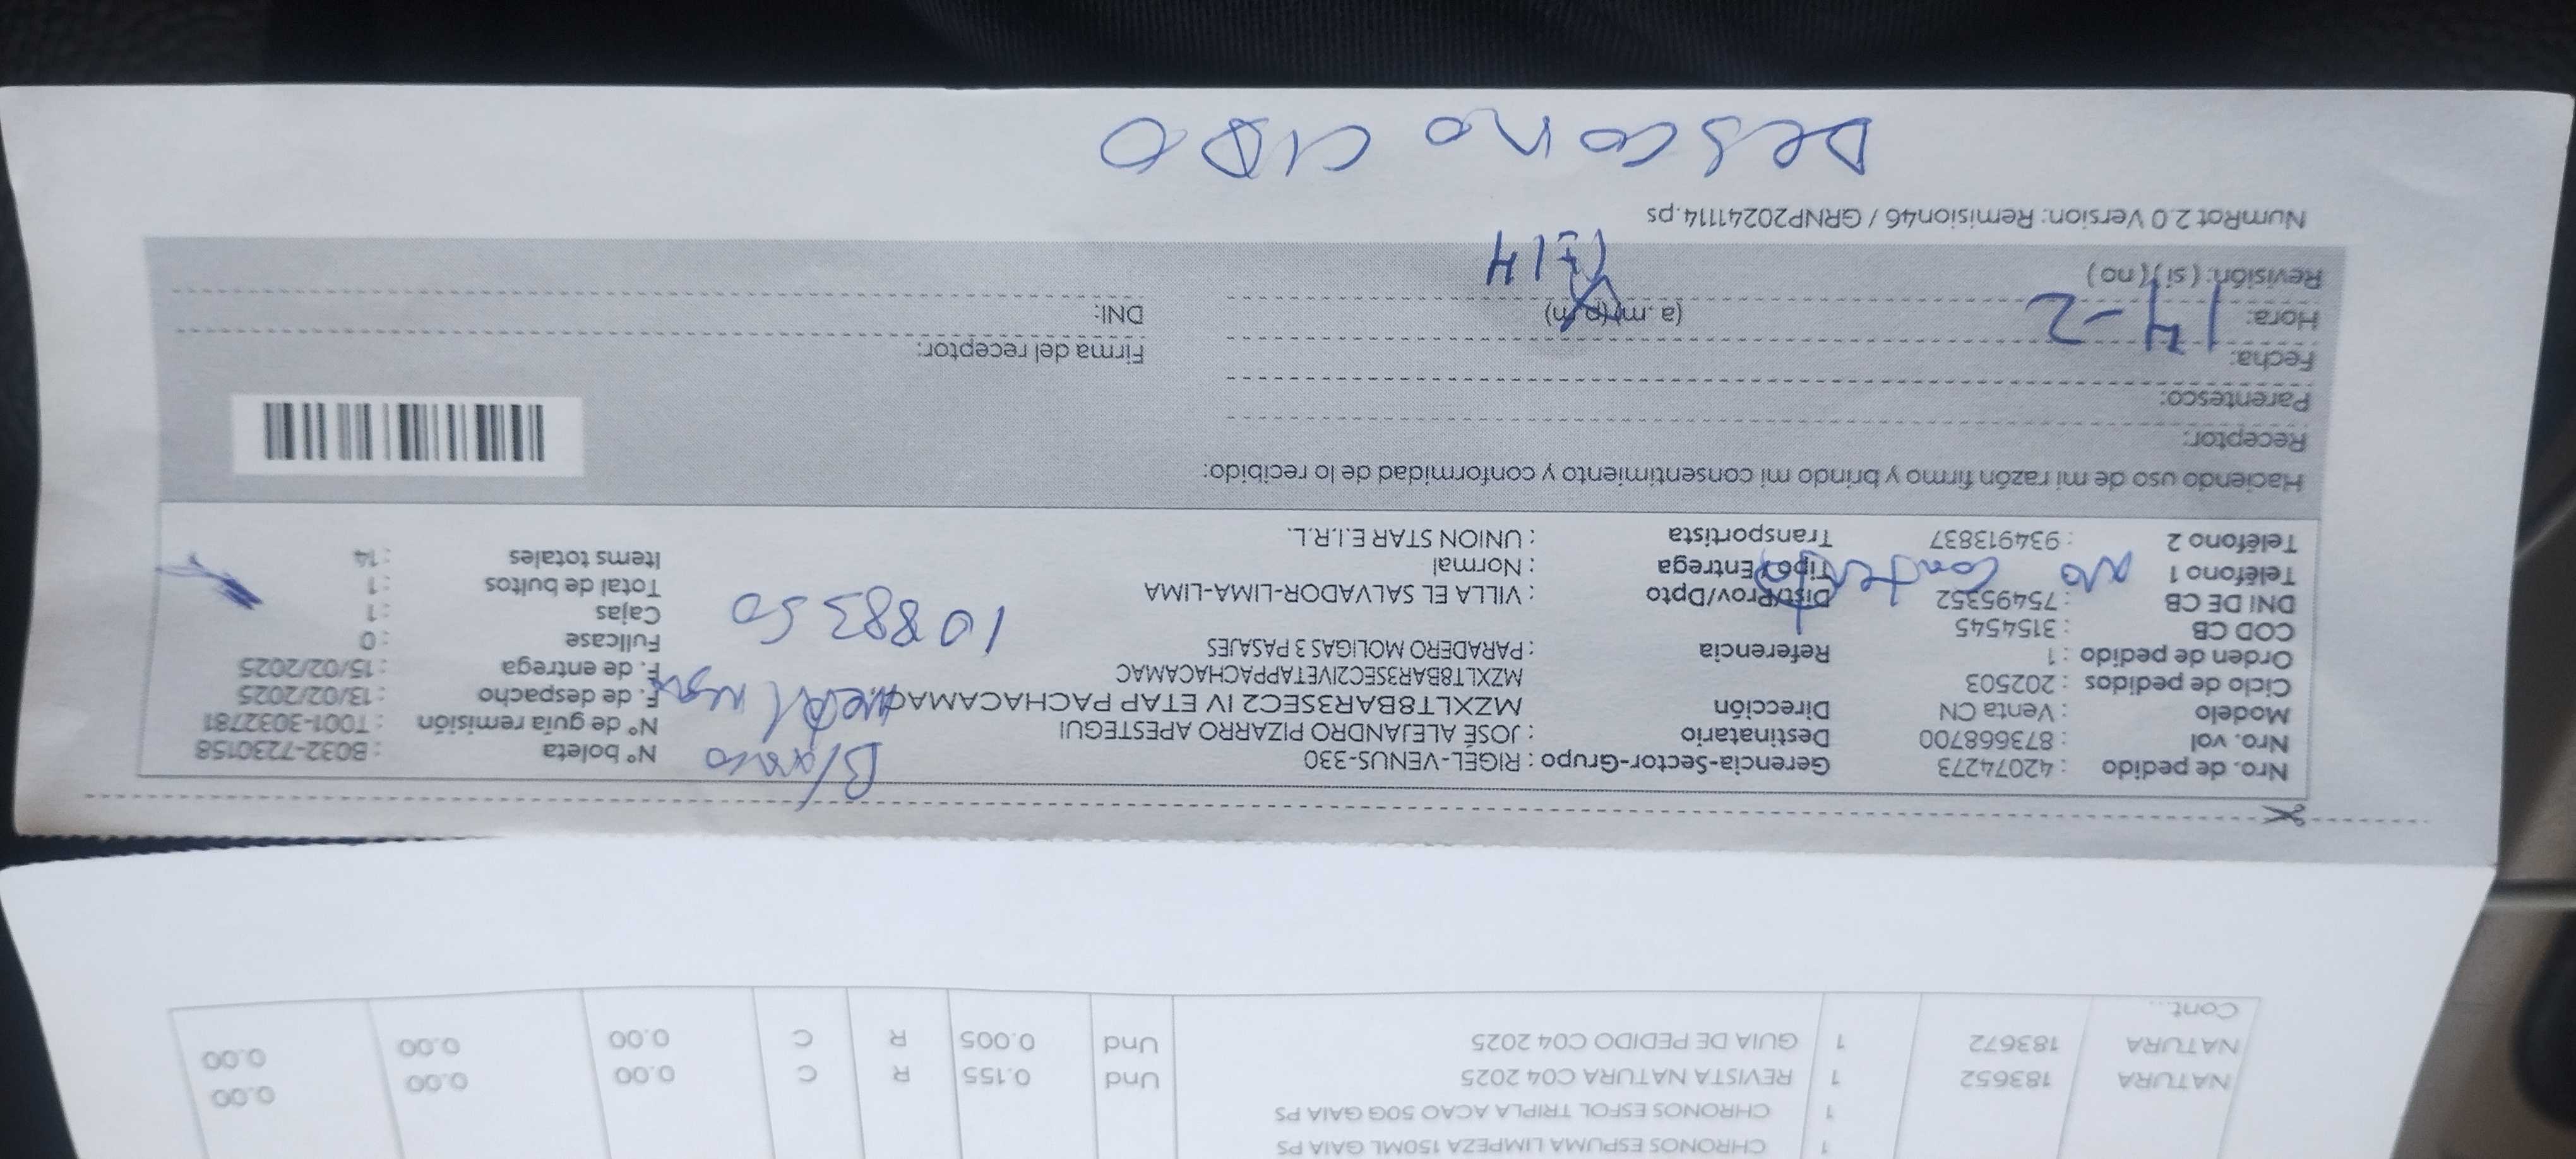 CHRONOS ESPUMA LIMPEZA 150ML GAIA PS 1
CHRONOS ESFOL TRIPLA ACAO 50G GAIA PS 1
NATURA 183652 1 REVISTA NATURA C04 2025 Und 0.155 R C 0.00 0.00 0.00
NATURA 183672 1 GUIA DE PEDIDO C04 2025 Und 0.005 R C 0.00 0.00 0.00
Cont...
Nro. de pedido : 42074273
Nro. vol : 873668700
Modelo : Venta CN
Ciclo de pedidos : 202503
Orden de pedido : 1
COD CB : 3154545
DNI DE CB : 75495352
Teléfono 1
No contesta
Teléfono 2 : 934913837
Gerencia-Sector-Grupo : RIGEL-VENUS-330
Destinatario : JOSÉ ALEJANDRO PIZARRO APESTEGUI
Dirección MZXLT8BAR3SEC2 IV ETAP PACHACAMAC,
MZXLT8BAR3SEC2IVETAPPACHACAMAC
Referencia : PARADERO MOLIGAS 3 PASAJES
Dist/Prov/Dpto : VILLA EL SALVADOR-LIMA-LIMA
Tipo Entrega : Normal
Transportista : UNION STAR E.I.R.L.
Blanco
1088350
N° boleta : B032-7230158
N° de guía remisión : T001-3032781
F. de despacho : 13/02/2025
F. de entrega : 15/02/2025
Fullcase : 0
Cajas : 1
Total de bultos : 1
Items totales : 14
Haciendo uso de mi razón firmo y brindo mi consentimiento y conformidad de lo recibido:
Receptor:
Parentesco:
Fecha:
Hora: 14-2 (a.m) (p.m)
Revisión: ( si ) ( no )
Firma del receptor:
DNI:
NumRot 2.0 Version: Remision46 / GRNP20241114.ps
Desconocido